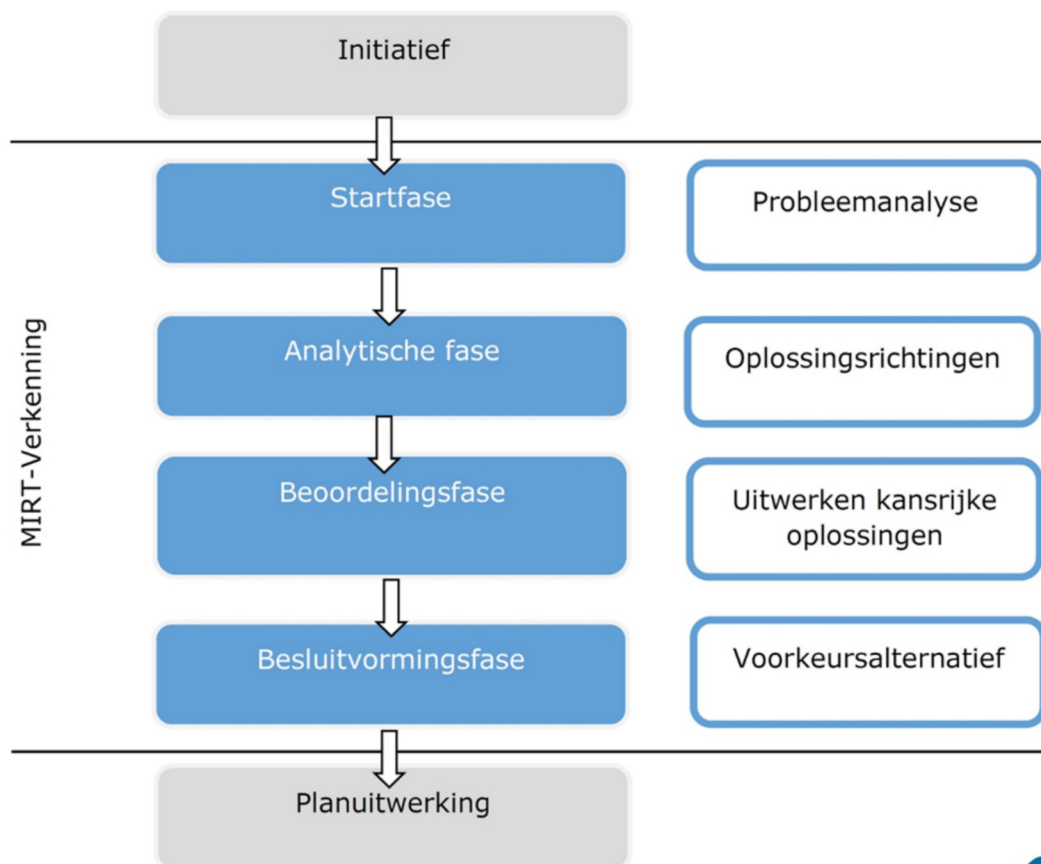 Initiatief
Startfase
Probleemanalyse
Analytische fase
Oplossingsrichtingen
MIRT-Verkenning
Beoordelingsfase
Uitwerken kansrijke
oplossingen
Besluitvormingsfase
Voorkeursalternatief
Planuitwerking